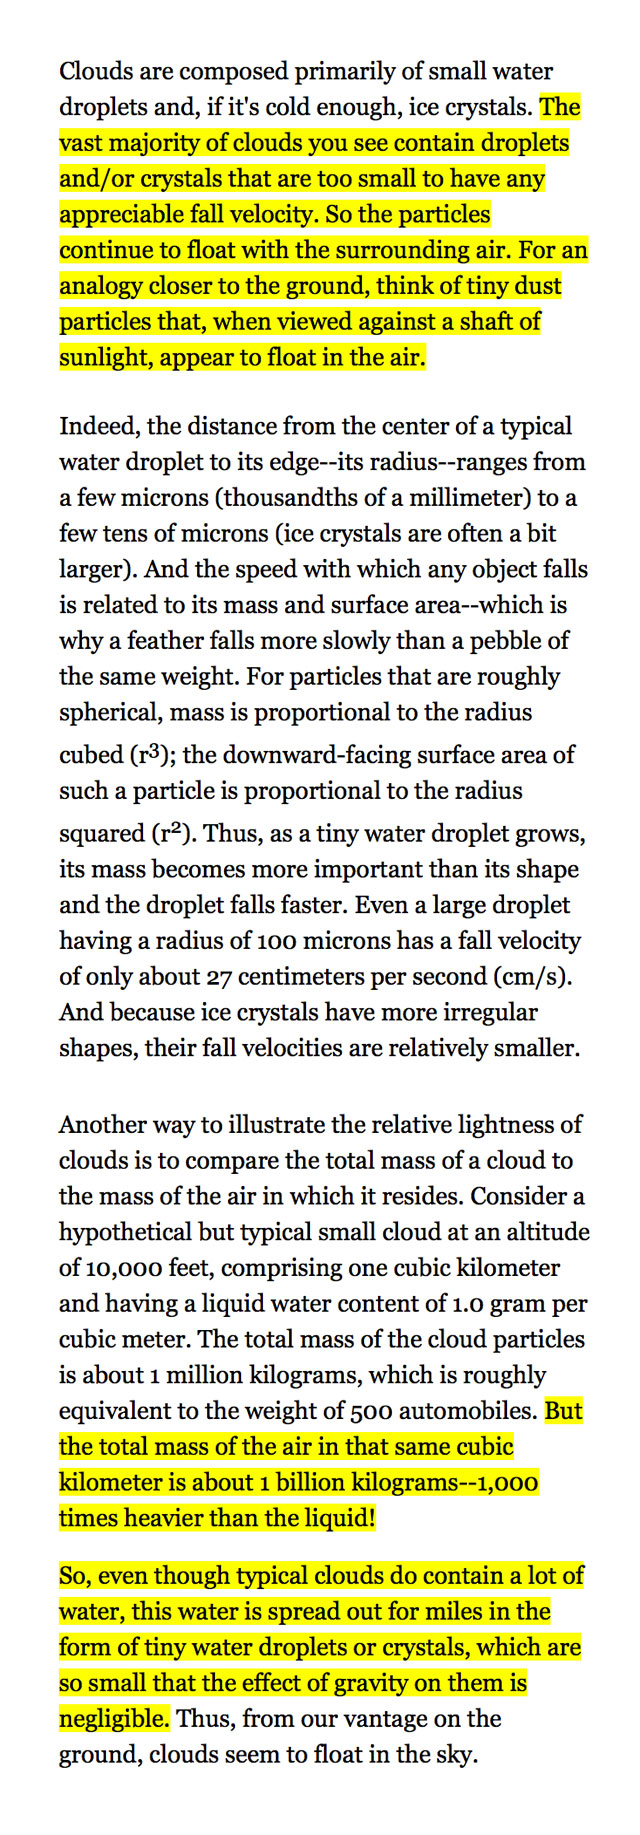 Clouds are composed primarily of small water
droplets and, if it's cold enough, ice crystals. The
vast majority of clouds you see contain droplets
and/or crystals that are too small to have any
appreciable fall velocity. So the particles
continue to float with the surrounding air. For an
analogy closer to the ground, think of tiny dust
particles that, when viewed against a shaft of
sunlight, appear to float in the air.
Indeed, the distance from the center of a typical
water droplet to its edge--its radius--ranges from
a few microns (thousandths of a millimeter) to a
few tens of microns (ice crystals are often a bit
larger). And the speed with which any object falls
is related to its mass and surface area--which is
why a feather falls more slowly than a pebble of
the same weight. For particles that are roughly
spherical, mass is proportional to the radius
cubed (r³); the downward-facing surface area of
such a particle is proportional to the radius
squared (r²). Thus, as a tiny water droplet grows,
its mass becomes more important than its shape
and the droplet falls faster. Even a large droplet
having a radius of 100 microns has a fall velocity
of only about 27 centimeters per second (cm/s).
And because ice crystals have more irregular
shapes, their fall velocities are relatively smaller.
Another way to illustrate the relative lightness of
clouds is to compare the total mass of a cloud to
the mass of the air in which it resides. Consider a
hypothetical but typical small cloud at an altitude
of 10,000 feet, comprising one cubic kilometer
and having a liquid water content of 1.0 gram per
cubic meter. The total mass of the cloud particles
is about 1 million kilograms, which is roughly
equivalent to the weight of 500 automobiles. But
the total mass of the air in that same cubic
kilometer is about 1 billion kilograms--1,000
times heavier than the liquid!
So, even though typical clouds do contain a lot of
water, this water is spread out for miles in the
form of tiny water droplets or crystals, which are
so small that the effect of gravity on them is
negligible. Thus, from our vantage on the
ground, clouds seem to float in the sky.